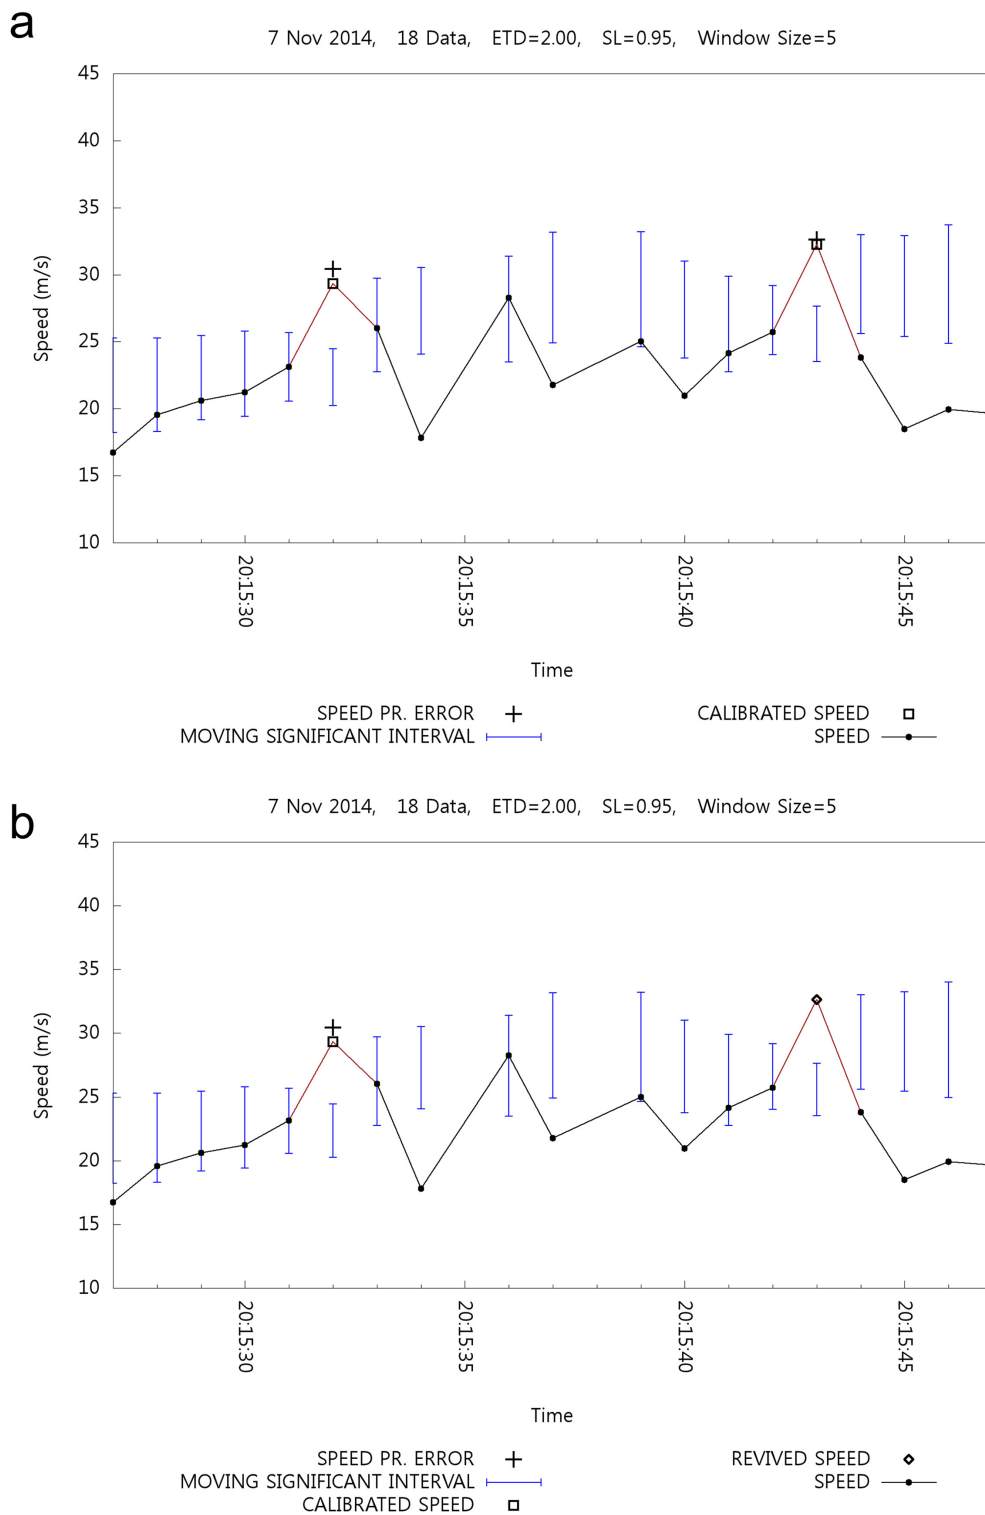 a
7 Nov 2014, 18 Data, ETD=2.00, SL=0.95, Window Size=5
45
40
35
30
25
20
15
10
Speed (m/s)
20:15:30
20:15:35
20:15:40
20:15:45
Time
SPEED PR. ERROR
CALIBRATED SPEED
MOVING SIGNIFICANT INTERVAL
SPEED
b
7 Nov 2014, 18 Data, ETD=2.00, SL=0.95, Window Size=5
45
40
35
30
25
20
15
10
Speed (m/s)
20:15:30
20:15:35
20:15:40
20:15:45
Time
SPEED PR. ERROR
REVIVED SPEED
MOVING SIGNIFICANT INTERVAL
SPEED
CALIBRATED SPEED